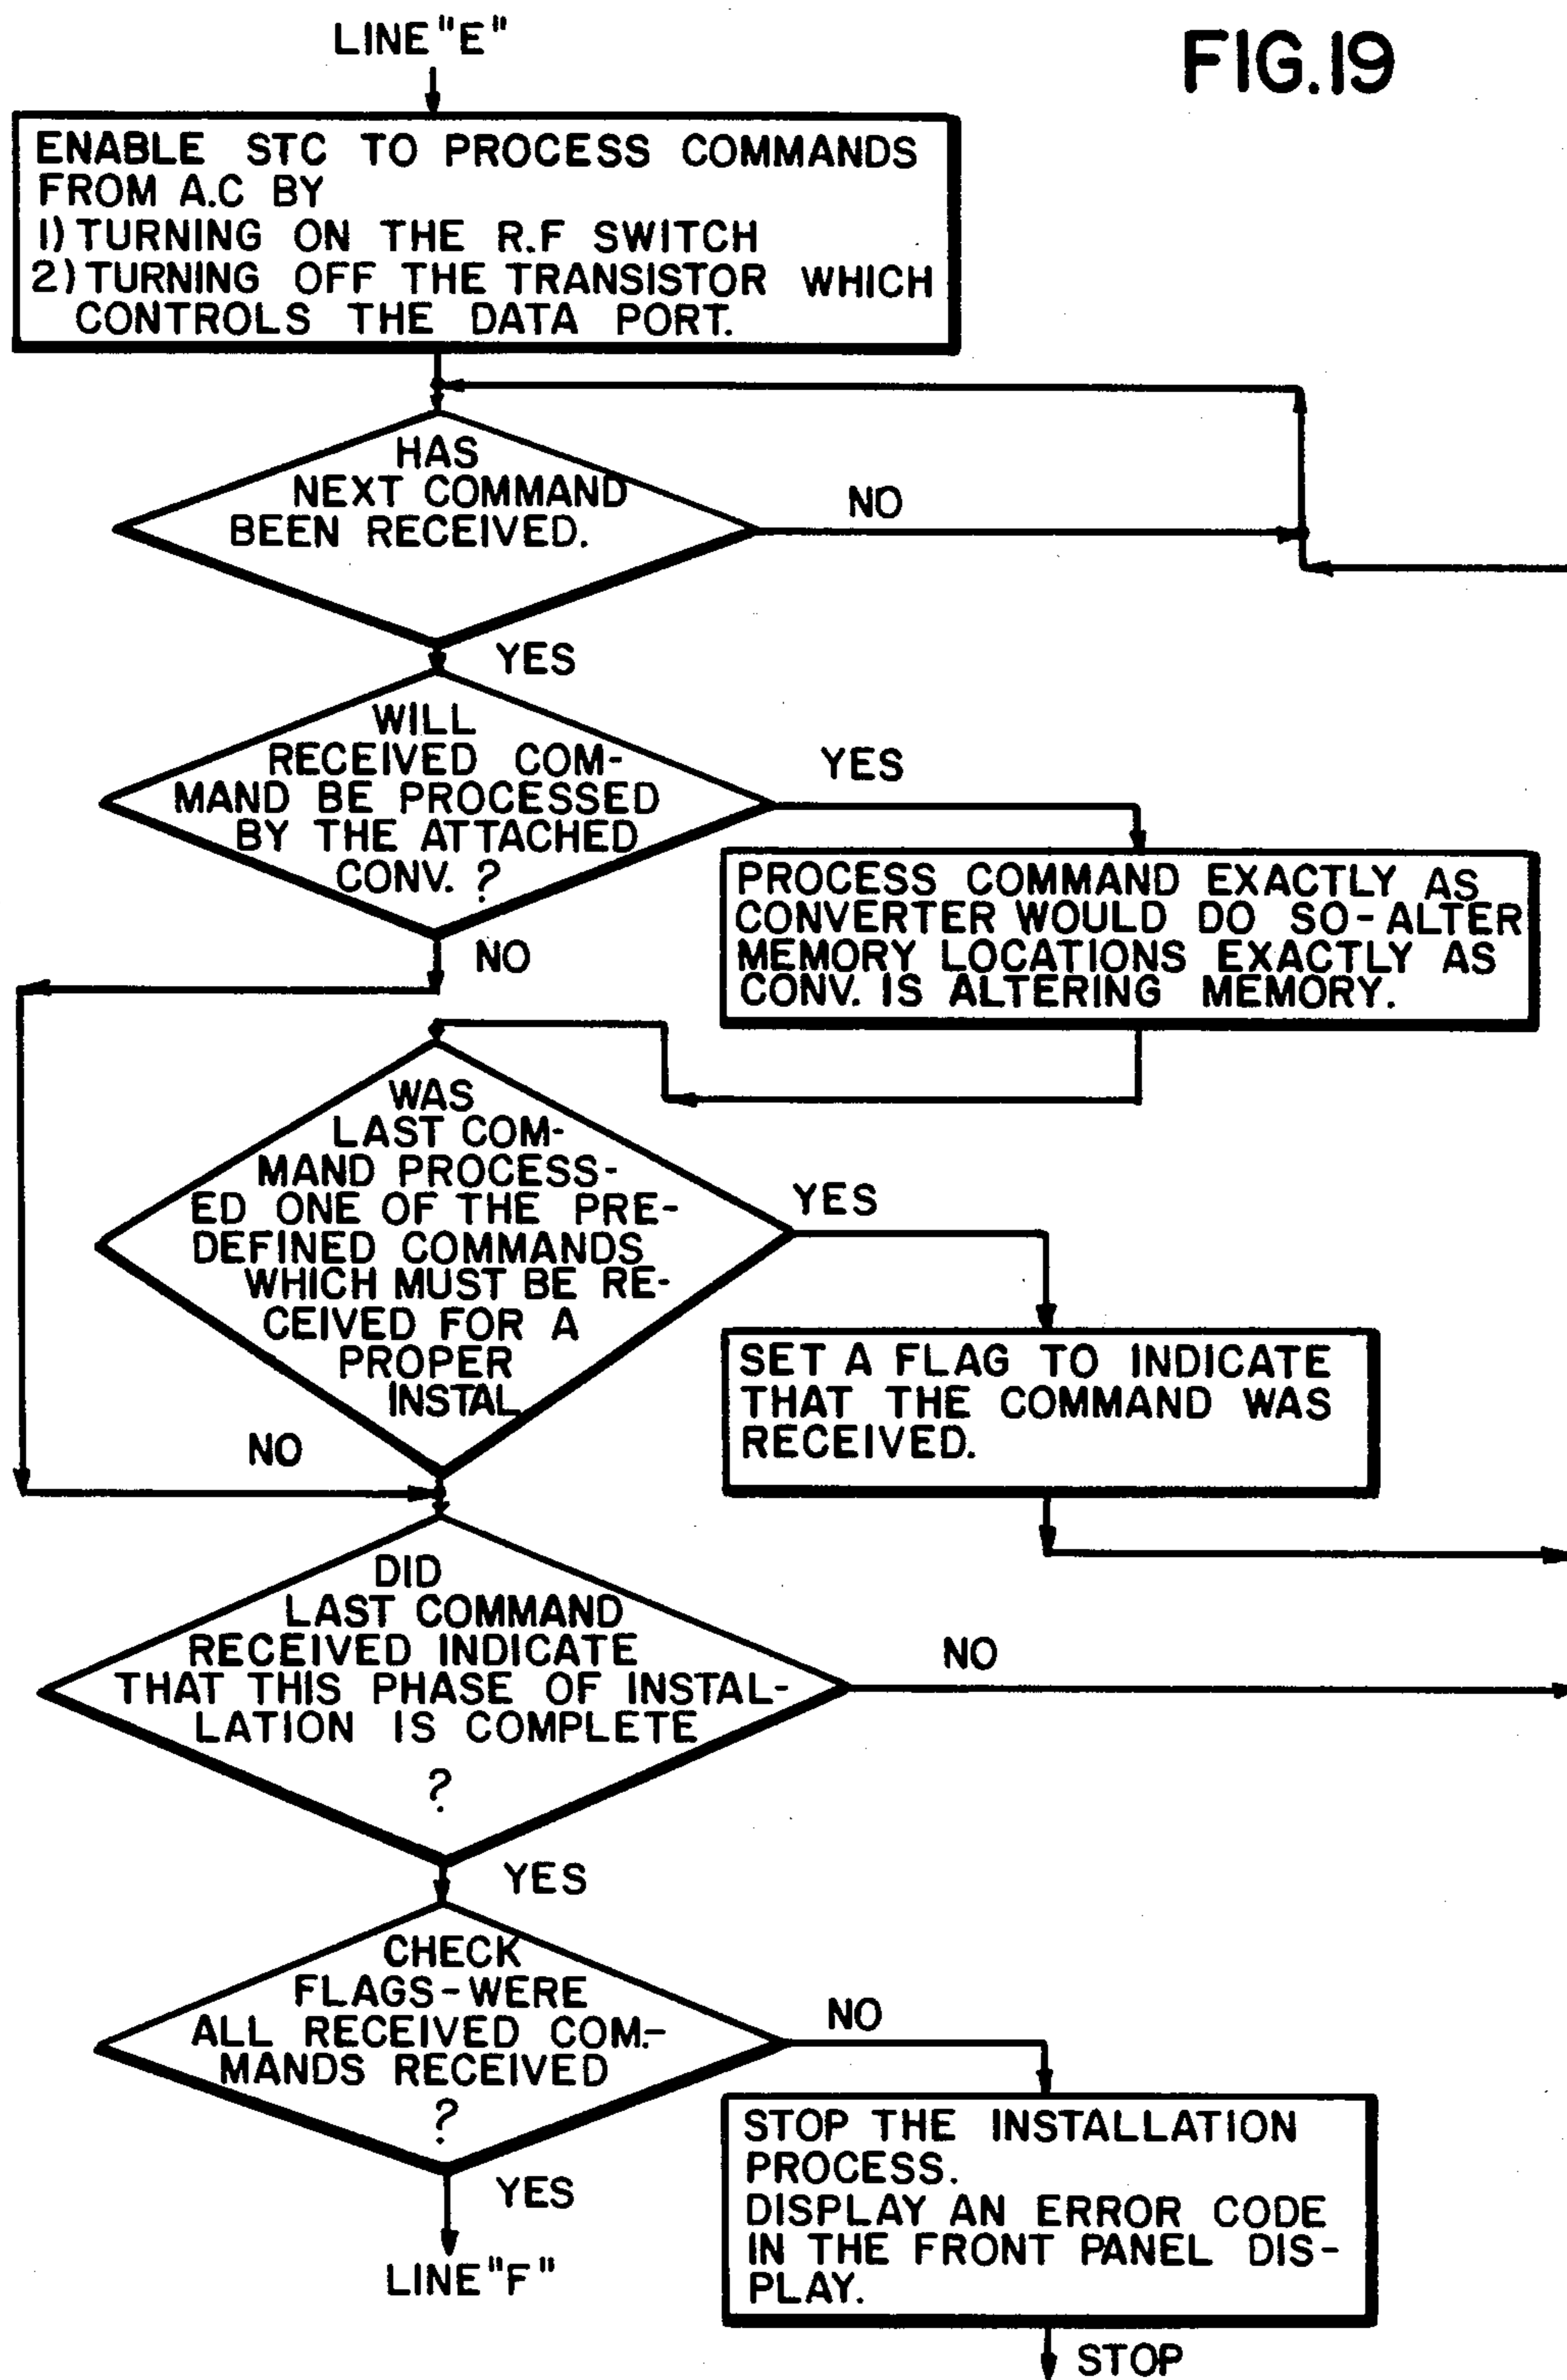 LINE "E"
FIG.19
ENABLE STC TO PROCESS COMMANDS
FROM A.C BY
1) TURNING ON THE R.F SWITCH
2) TURNING OFF THE TRANSISTOR WHICH
CONTROLS THE DATA PORT.
HAS
NEXT COMMAND
BEEN RECEIVED.
NO
YES
WILL
RECEIVED COM-
MAND BE PROCESSED
BY THE ATTACHED
CONV. ?
YES
NO
PROCESS COMMAND EXACTLY AS
CONVERTER WOULD DO SO-ALTER
MEMORY LOCATIONS EXACTLY AS
CONV. IS ALTERING MEMORY.
WAS
LAST COM-
MAND PROCESS-
ED ONE OF THE PRE-
DEFINED COMMANDS
WHICH MUST BE RE-
CEIVED FOR A
PROPER
INSTAL
YES
NO
SET A FLAG TO INDICATE
THAT THE COMMAND WAS
RECEIVED.
DID
LAST COMMAND
RECEIVED INDICATE
THAT THIS PHASE OF INSTAL-
LATION IS COMPLETE
?
NO
YES
CHECK
FLAGS-WERE
ALL RECEIVED COM.-
MANDS RECEIVED
?
NO
YES
LINE "F"
STOP THE INSTALLATION
PROCESS.
DISPLAY AN ERROR CODE
IN THE FRONT PANEL DIS-
PLAY.
STOP